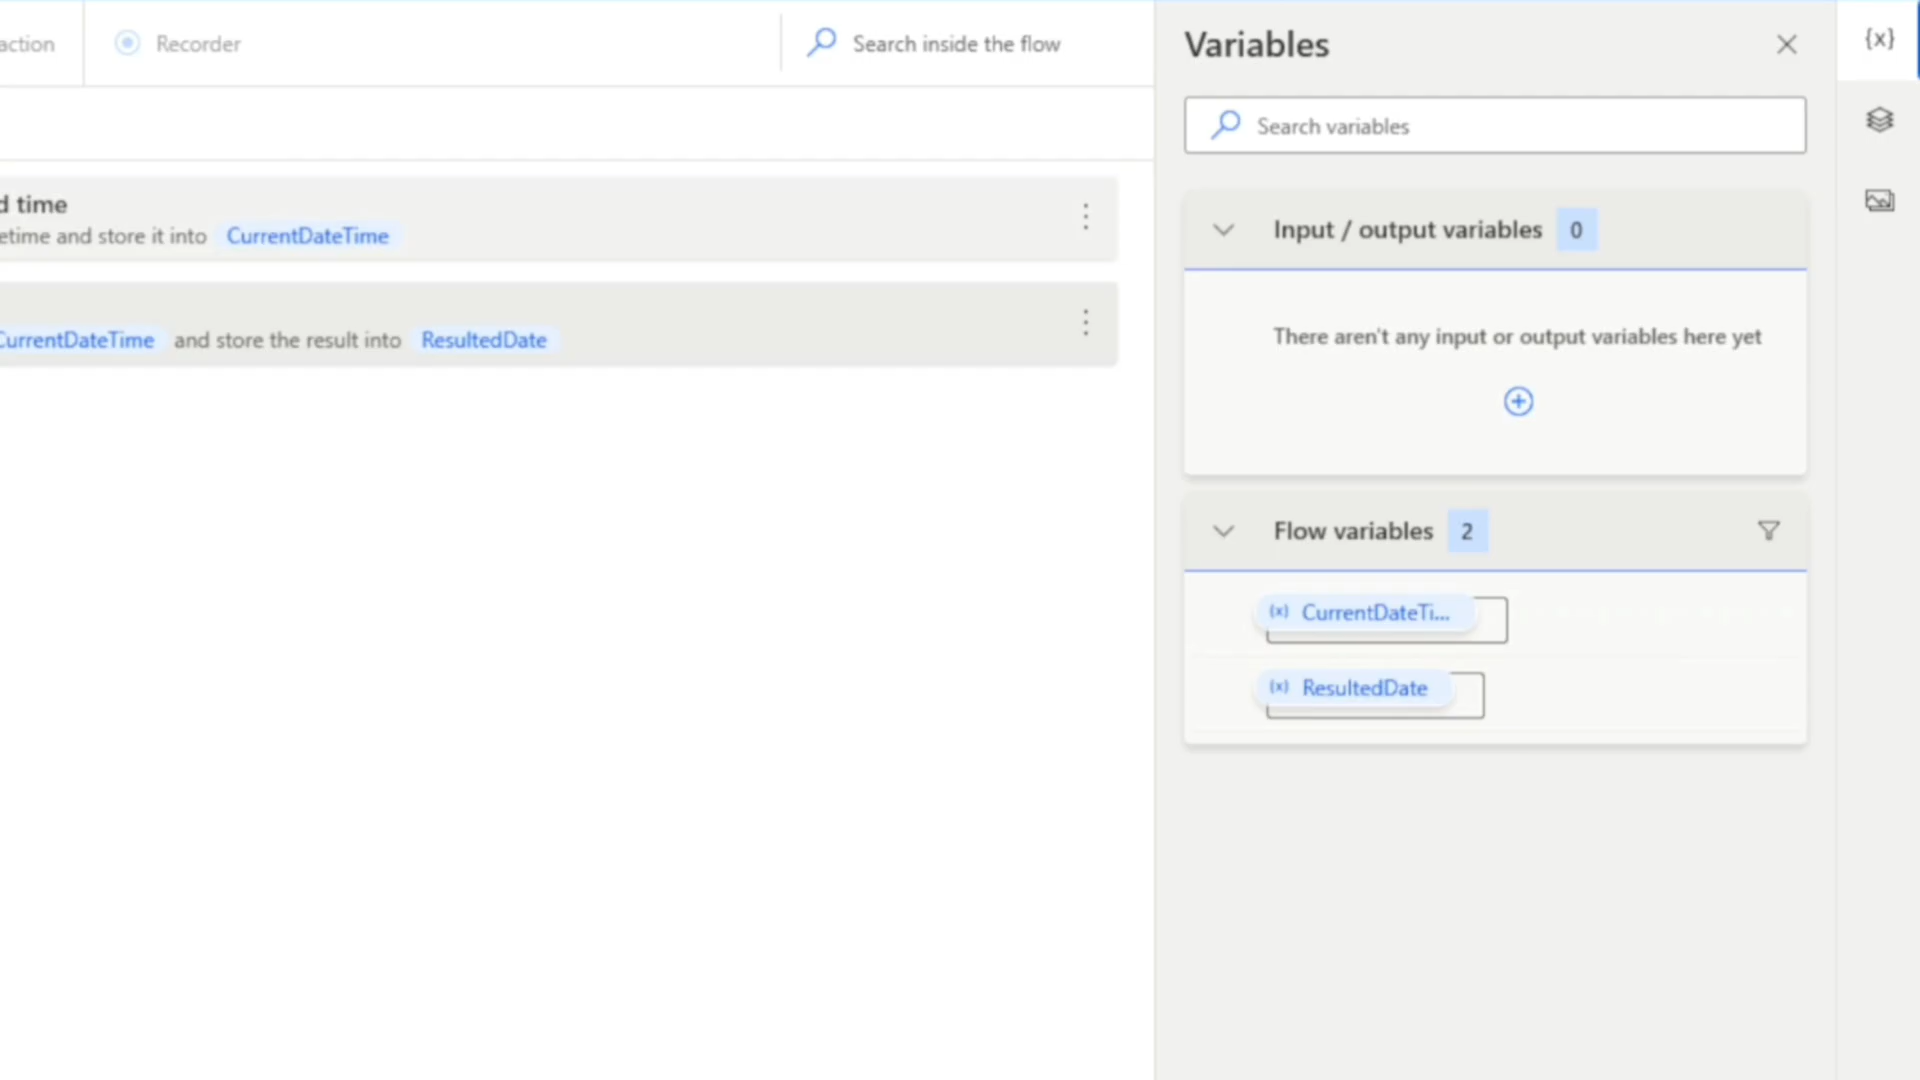 action
Recorder
Search inside the flow
d time
etime and store it into CurrentDateTime
CurrentDateTime and store the result into ResultedDate
Variables
Search variables
Input / output variables 0
There aren't any input or output variables here yet
Flow variables 2
{x} CurrentDateTi...
{x} ResultedDate
{x}